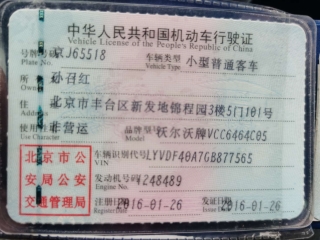 中华人民共和国机动车行驶证
Vehicle License of the People's Republic of China
号牌号码 京J65518 车辆类型 小型普通客车
Plate No. Vehicle Type
所 孙召红
Owner
住 北京市丰台区新发地锦程园3楼5门101号
Address
使用 非营运 品牌型号 沃尔沃牌VCC6464C05
Use Character Model
北京市公 车辆识别代号 LYVDF40A7GB877565
VIN
安局公安 发动机号码 1248489
Engine No.
交通管理局 注册日期 2016-01-26 发证日期 2016-01-26
Register Date Issue Date